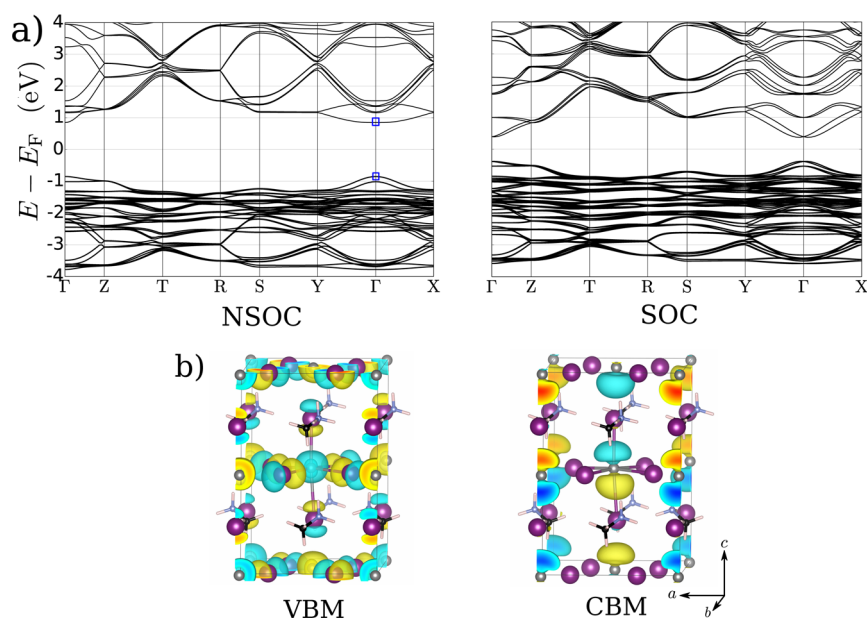 a)
E − E_F (eV)
4
3
2
1
0
-1
-2
-3
-4
Γ Z T R S Y Γ X
NSOC
Γ Z T R S Y Γ X
SOC
b)
VBM
CBM
c
a
b